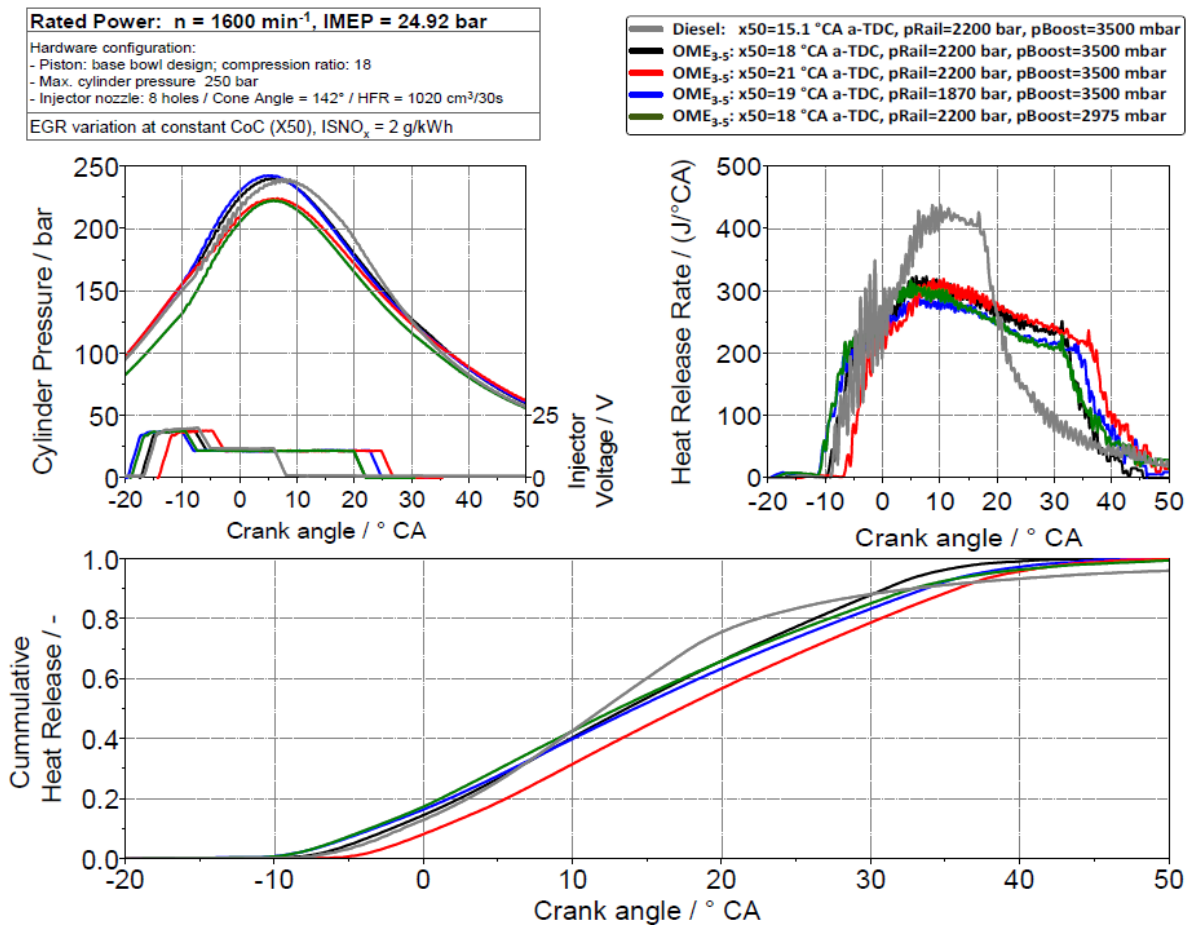 Rated Power: n = 1600 min⁻¹, IMEP = 24.92 bar
Hardware configuration:
- Piston: base bowl design; compression ratio: 18
- Max. cylinder pressure 250 bar
- Injector nozzle: 8 holes / Cone Angle = 142° / HFR = 1020 cm³/30s
EGR variation at constant CoC (X50), ISNOₓ = 2 g/kWh
Diesel: x50=15.1 °CA a-TDC, pRail=2200 bar, pBoost=3500 mbar
OME₃₋₅: x50=18 °CA a-TDC, pRail=2200 bar, pBoost=3500 mbar
OME₃₋₅: x50=21 °CA a-TDC, pRail=2200 bar, pBoost=3500 mbar
OME₃₋₅: x50=19 °CA a-TDC, pRail=1870 bar, pBoost=3500 mbar
OME₃₋₅: x50=18 °CA a-TDC, pRail=2200 bar, pBoost=2975 mbar
Cylinder Pressure / bar
250
200
150
100
50
0
25
0
Injector
Voltage / V
-20 -10 0 10 20 30 40 50
Crank angle / ° CA
Heat Release Rate / (J/°CA)
500
400
300
200
100
0
-20 -10 0 10 20 30 40 50
Crank angle / ° CA
Cummulative
Heat Release / -
1.0
0.8
0.6
0.4
0.2
0.0
-20 -10 0 10 20 30 40 50
Crank angle / ° CA